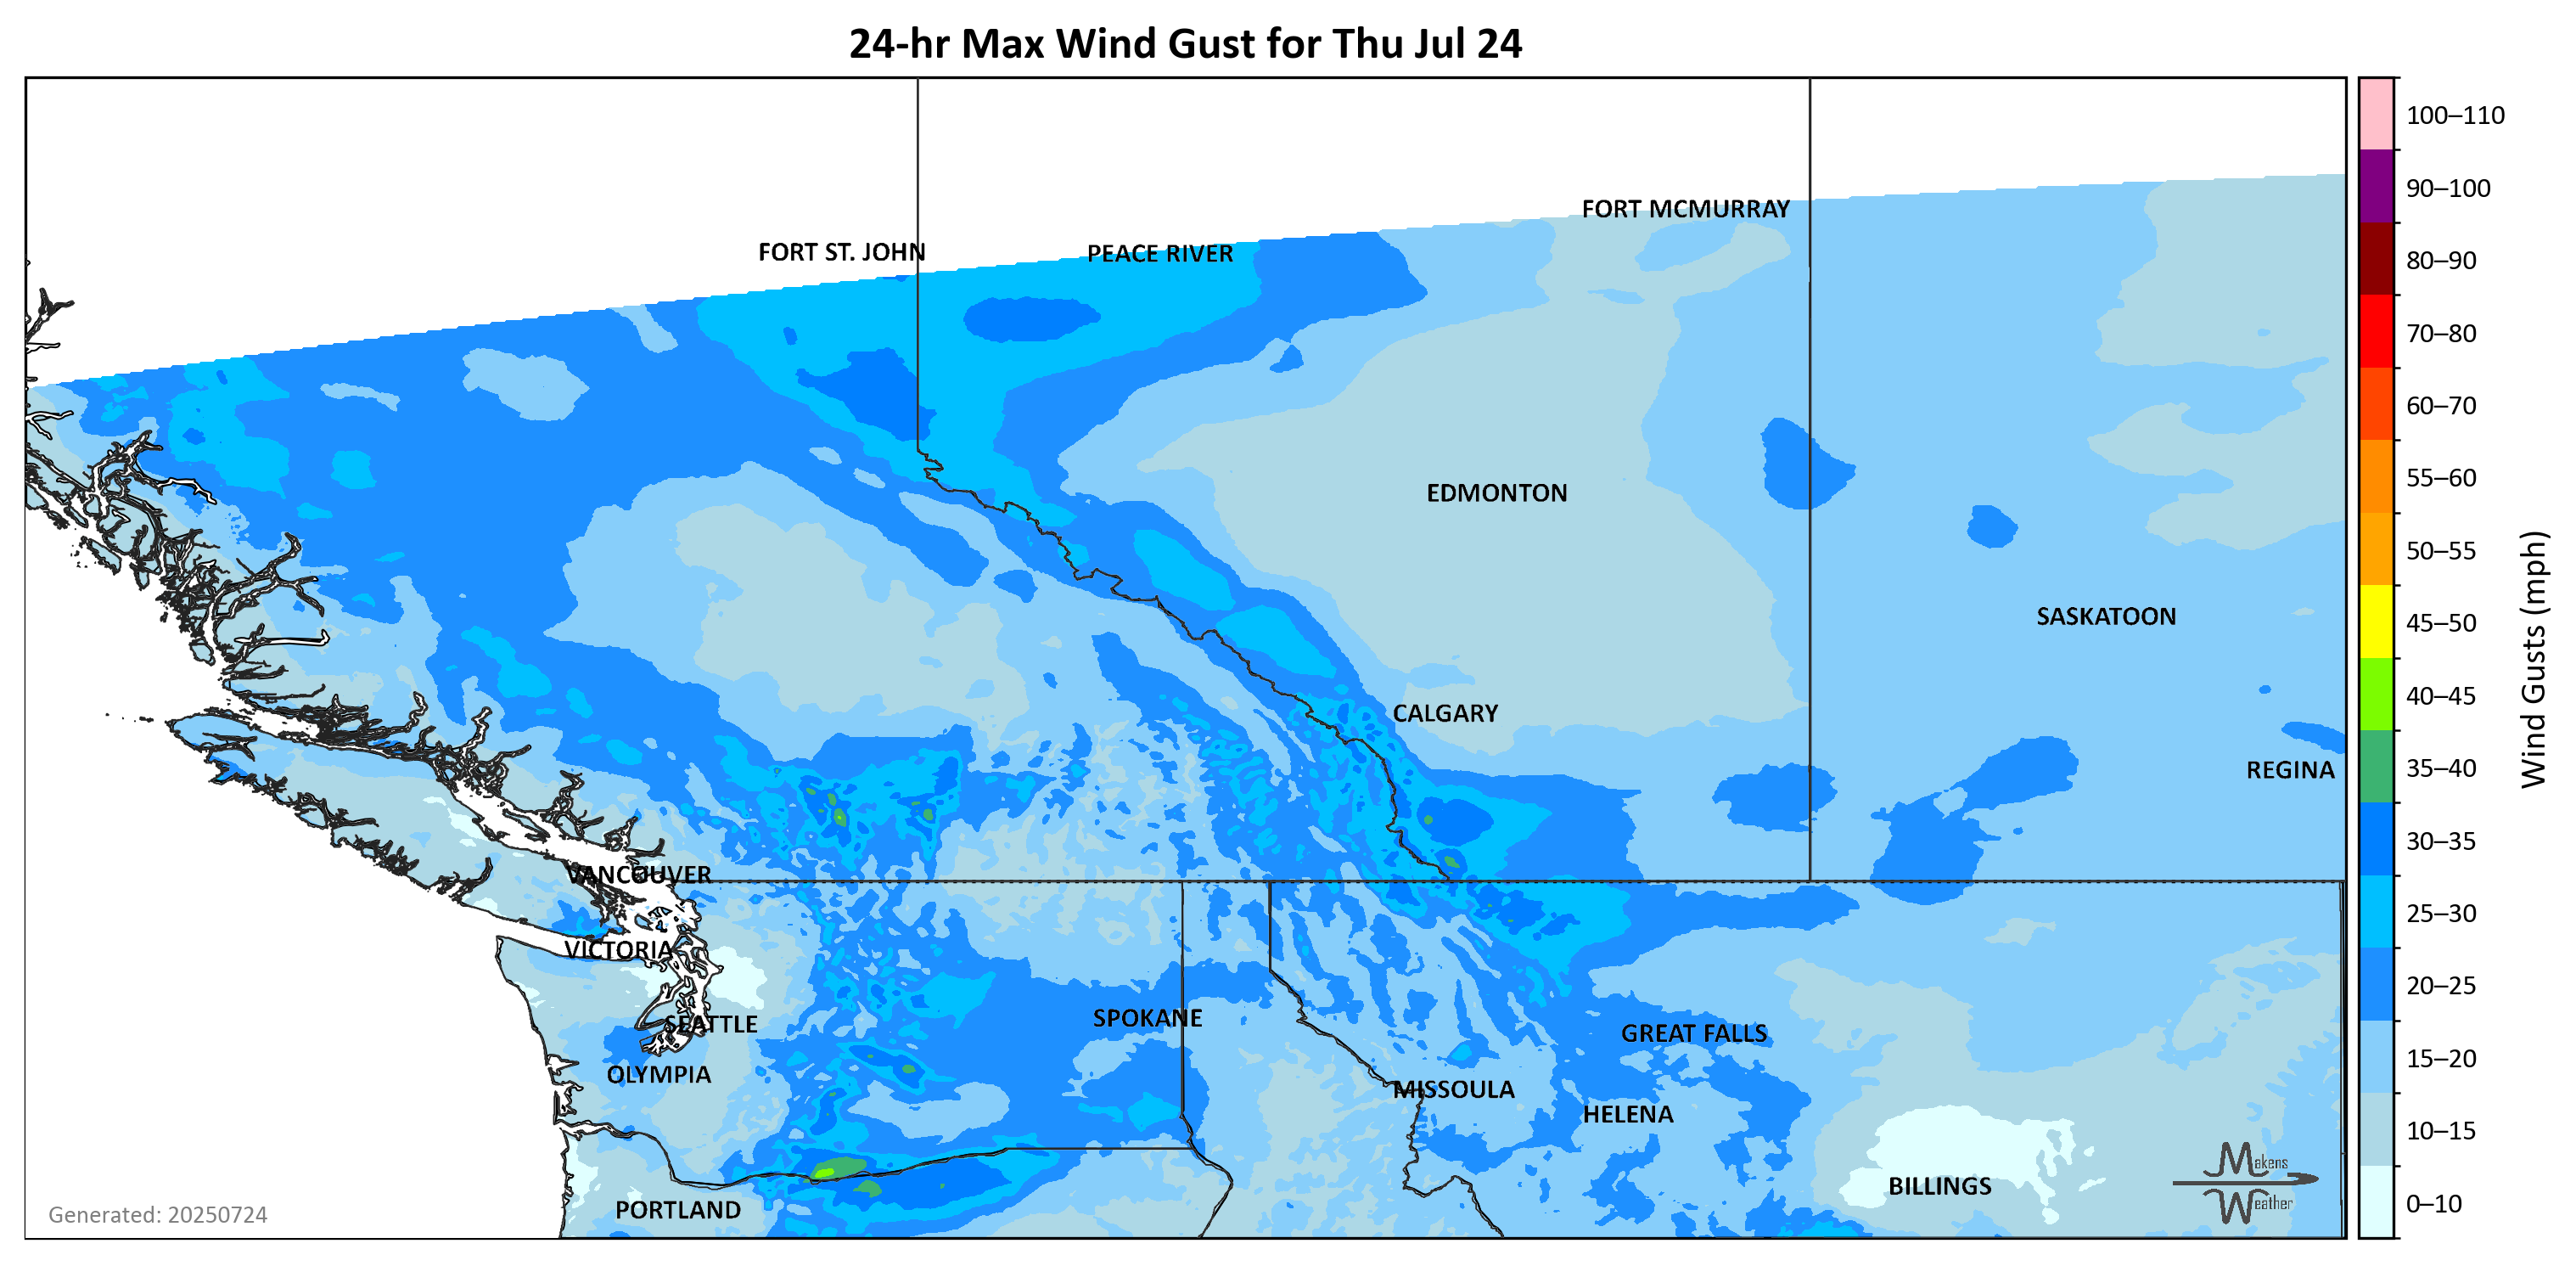 24-hr Max Wind Gust for Thu Jul 24
100–110
90–100
80–90
70–80
60–70
55–60
50–55
45–50
40–45
35–40
30–35
25–30
20–25
15–20
10–15
0–10
Wind Gusts (mph)
FORT MCMURRAY
FORT ST. JOHN
PEACE RIVER
EDMONTON
SASKATOON
CALGARY
REGINA
VANCOUVER
VICTORIA
SEATTLE
SPOKANE
GREAT FALLS
OLYMPIA
MISSOULA
HELENA
BILLINGS
PORTLAND
Makens
Weather
Generated: 20250724